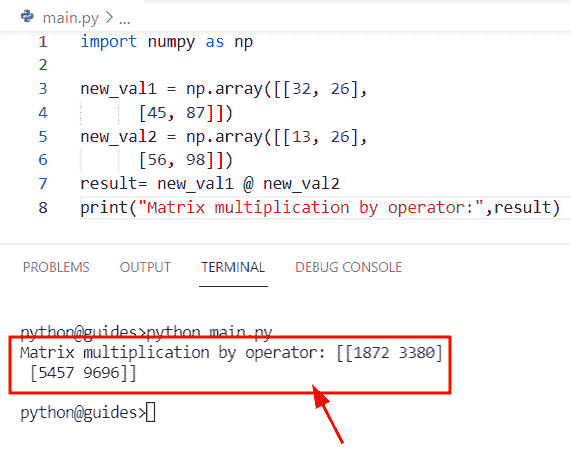 main.py > ...
1 import numpy as np
2
3 new_val1 = np.array([[32, 26],
4 [45, 87]])
5 new_val2 = np.array([[13, 26],
6 [56, 98]])
7 result= new_val1 @ new_val2
8 print("Matrix multiplication by operator:",result)
PROBLEMS OUTPUT TERMINAL DEBUG CONSOLE
python@guides>python main.py
Matrix multiplication by operator: [[1872 3380]
[5457 9696]]
python@guides>